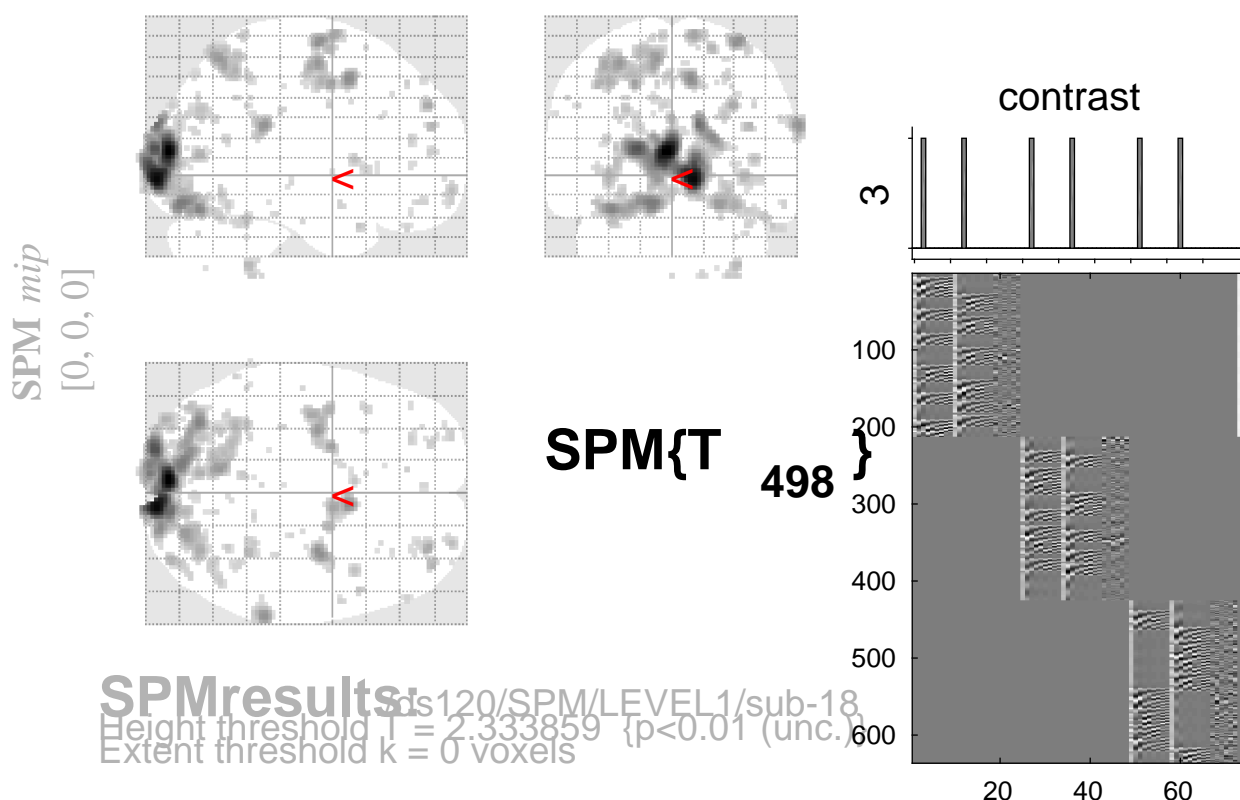 contrast
3
SPM mip
[0, 0, 0]
<
<
<
SPM{T498}
100
200
300
400
500
600
20
40
60
SPMresults: /ds120/SPM/LEVEL1/sub-18
Height threshold T = 2.333859 {p<0.01 (unc.)}
Extent threshold k = 0 voxels